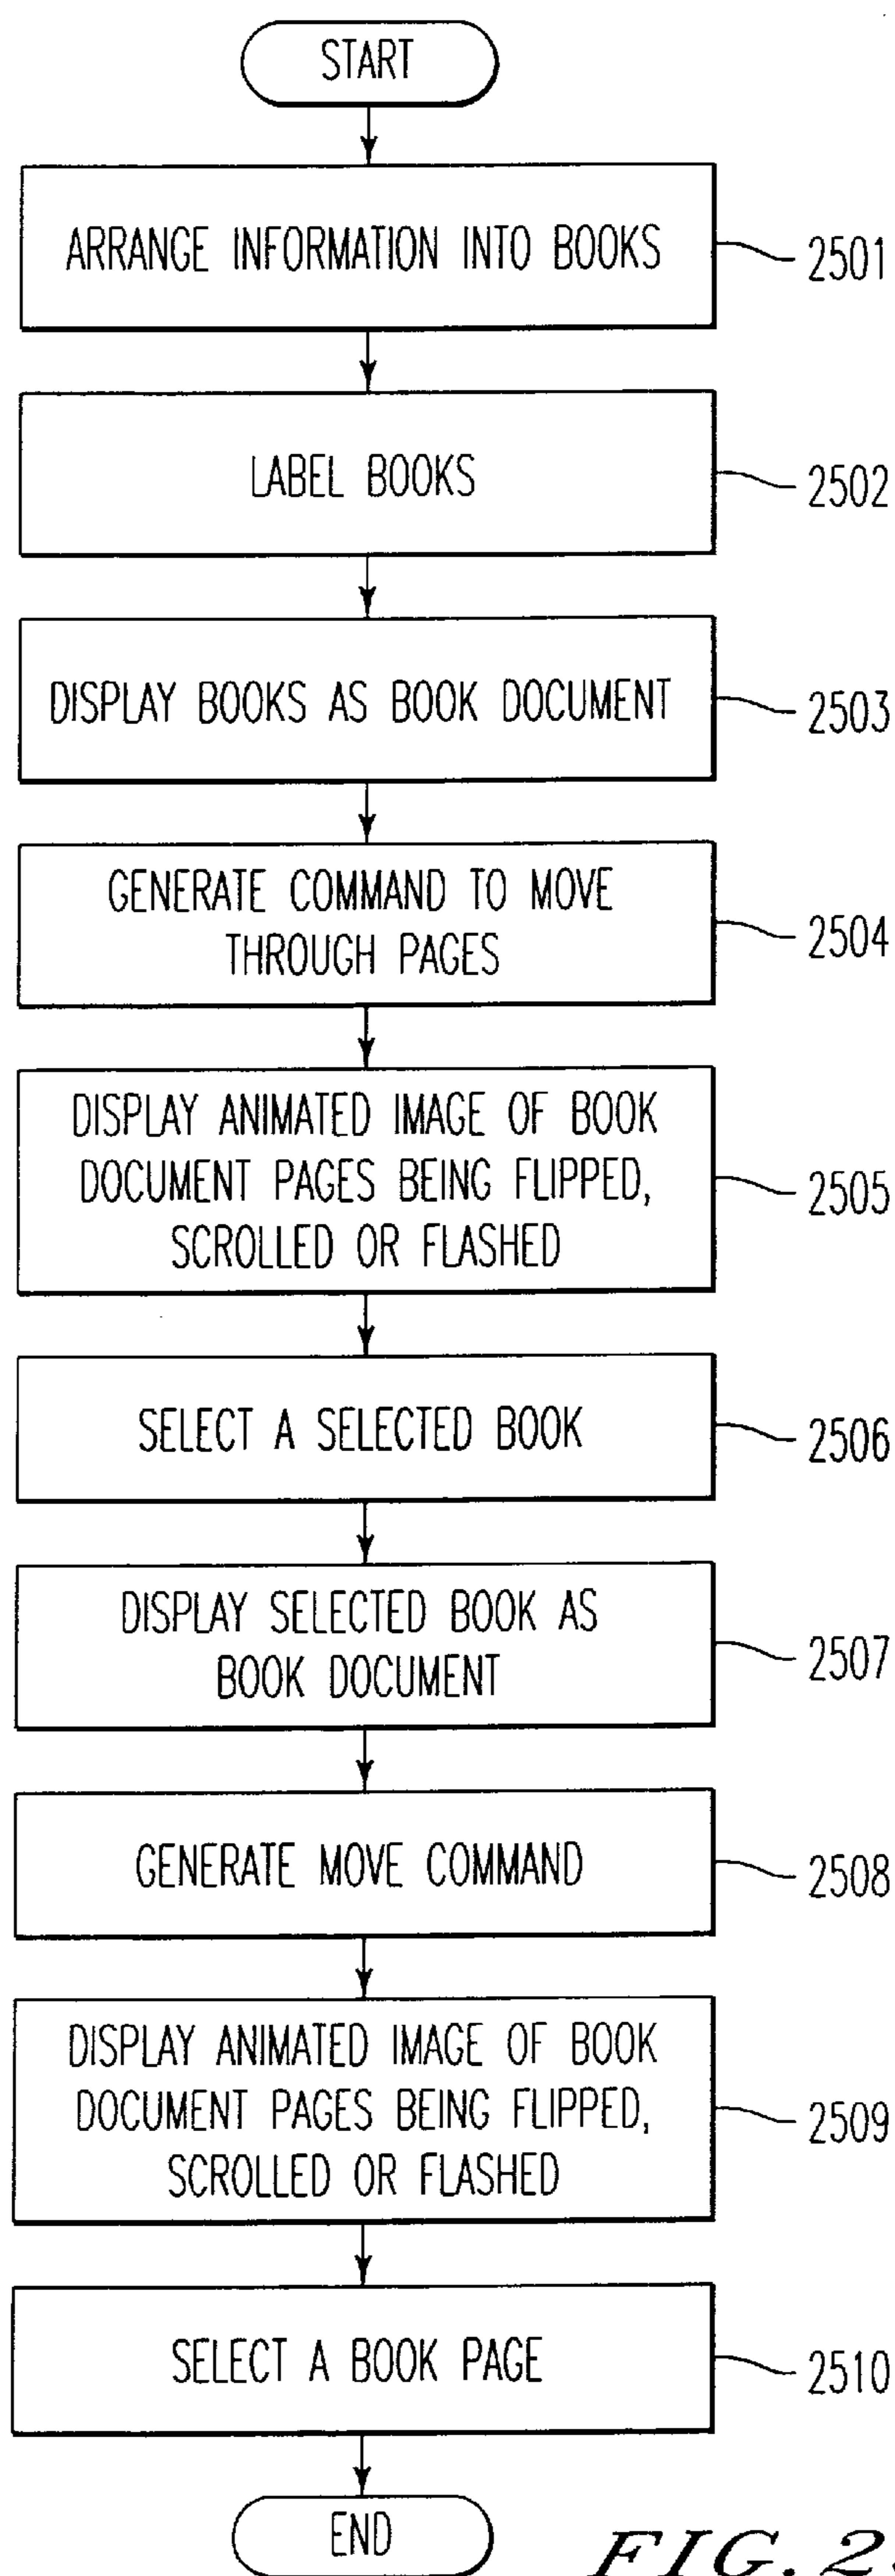 START
ARRANGE INFORMATION INTO BOOKS
2501
LABEL BOOKS
2502
DISPLAY BOOKS AS BOOK DOCUMENT
2503
GENERATE COMMAND TO MOVE
THROUGH PAGES
2504
DISPLAY ANIMATED IMAGE OF BOOK
DOCUMENT PAGES BEING FLIPPED,
SCROLLED OR FLASHED
2505
SELECT A SELECTED BOOK
2506
DISPLAY SELECTED BOOK AS
BOOK DOCUMENT
2507
GENERATE MOVE COMMAND
2508
DISPLAY ANIMATED IMAGE OF BOOK
DOCUMENT PAGES BEING FLIPPED,
SCROLLED OR FLASHED
2509
SELECT A BOOK PAGE
2510
END
FIG. 2